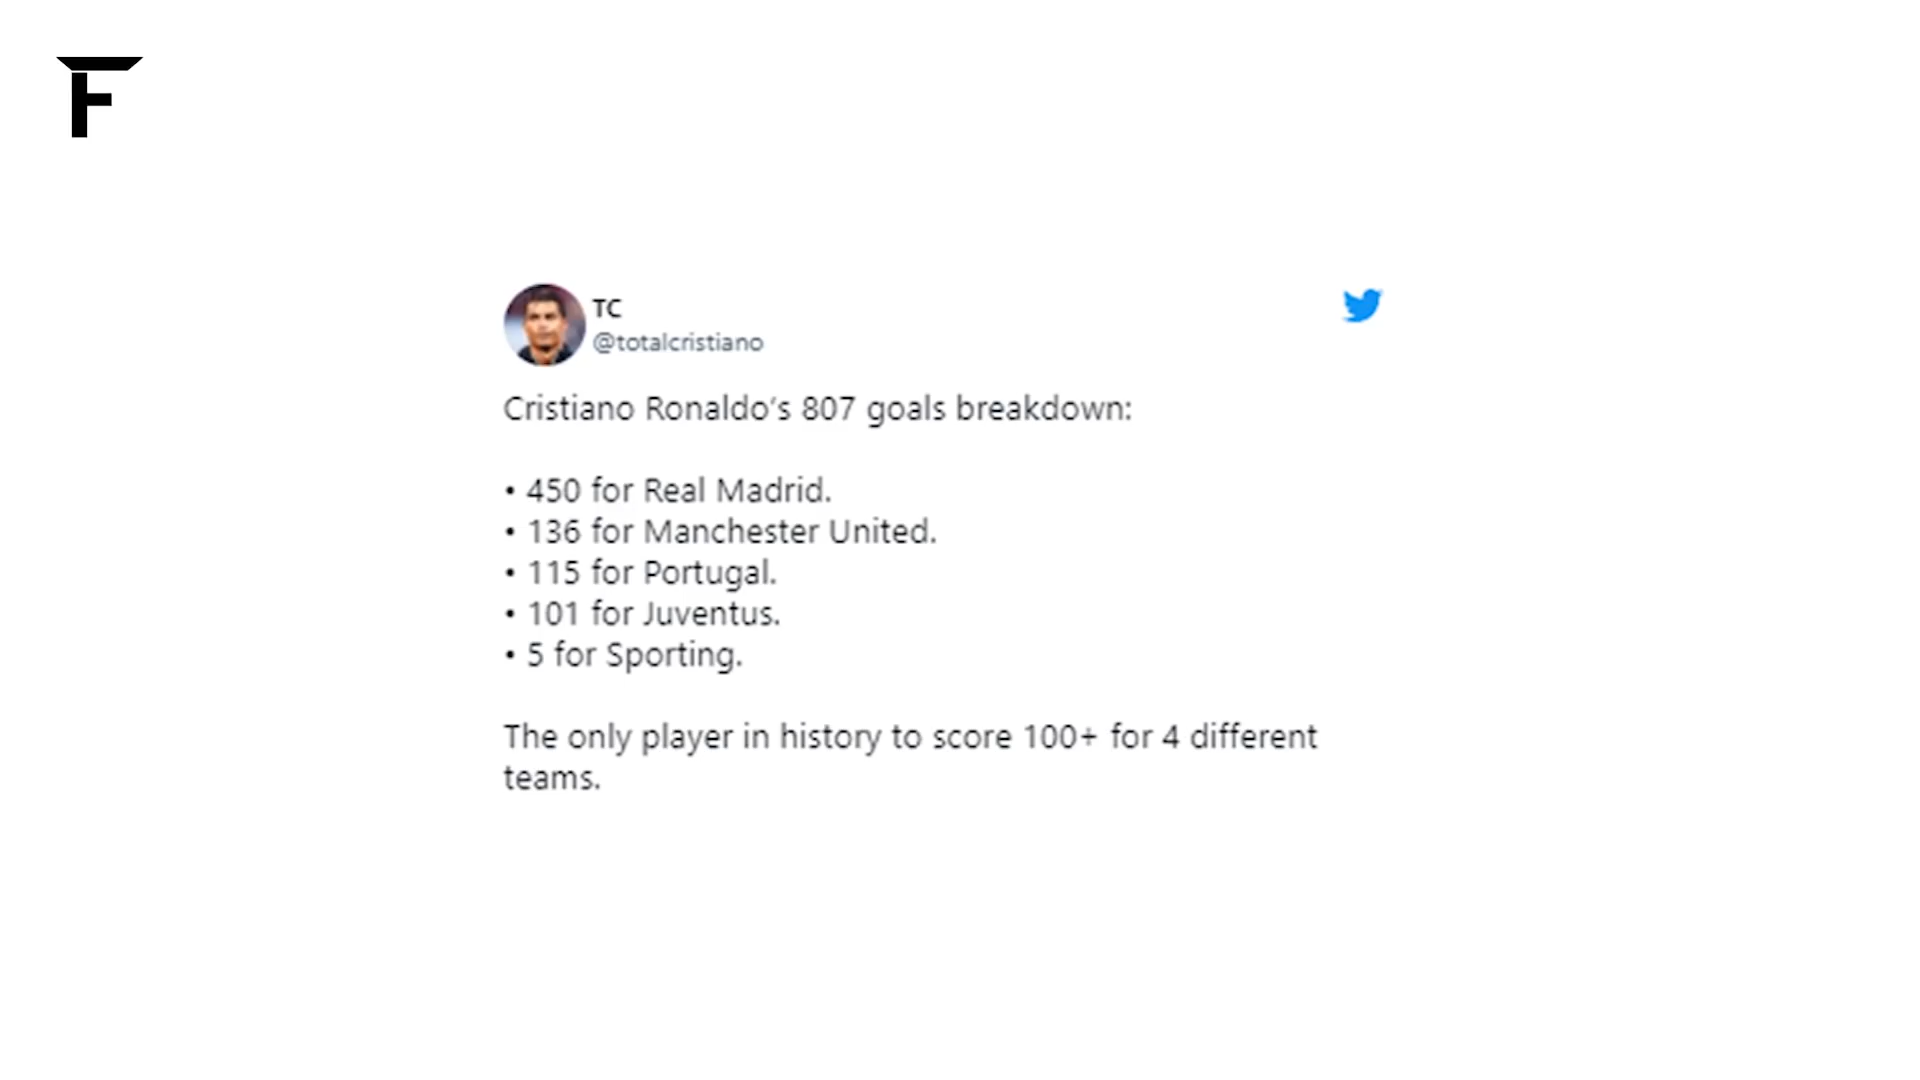 F
TC
@totalcristiano
Cristiano Ronaldo’s 807 goals breakdown:
• 450 for Real Madrid.
• 136 for Manchester United.
• 115 for Portugal.
• 101 for Juventus.
• 5 for Sporting.
The only player in history to score 100+ for 4 different
teams.